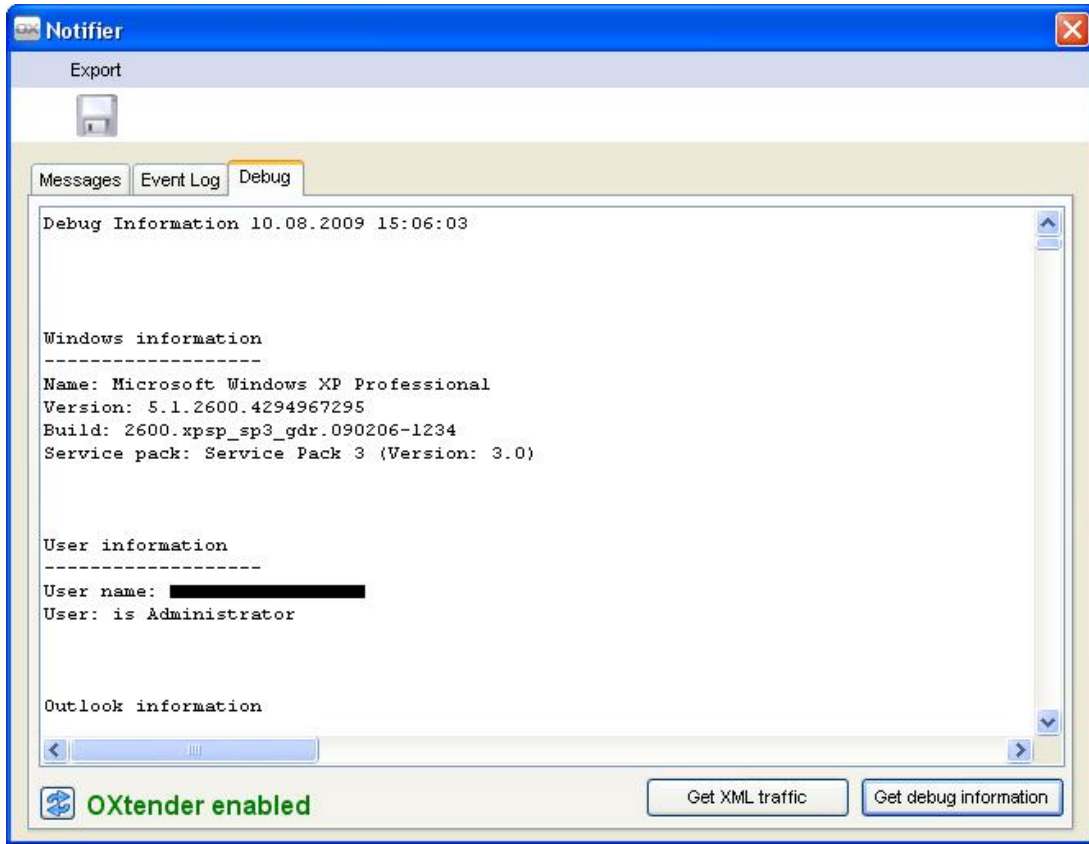 OX Notifier
Export
Messages Event Log Debug
Debug Information 10.08.2009 15:06:03
Windows information
-------------------
Name: Microsoft Windows XP Professional
Version: 5.1.2600.4294967295
Build: 2600.xpsp_sp3_gdr.090206-1234
Service pack: Service Pack 3 (Version: 3.0)
User information
-------------------
User name:
User: is Administrator
Outlook information
OXtender enabled Get XML traffic Get debug information